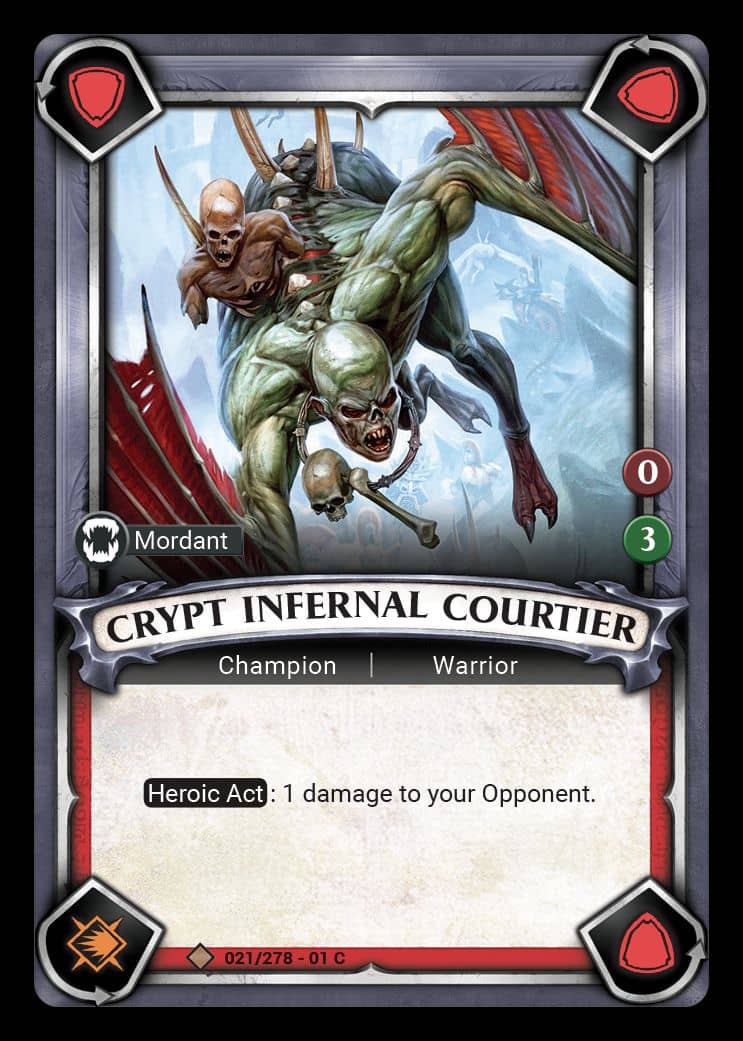 0
Mordant
3
CRYPT INFERNAL COURTIER
Champion | Warrior
Heroic Act: 1 damage to your Opponent.
021/278 - 01 C